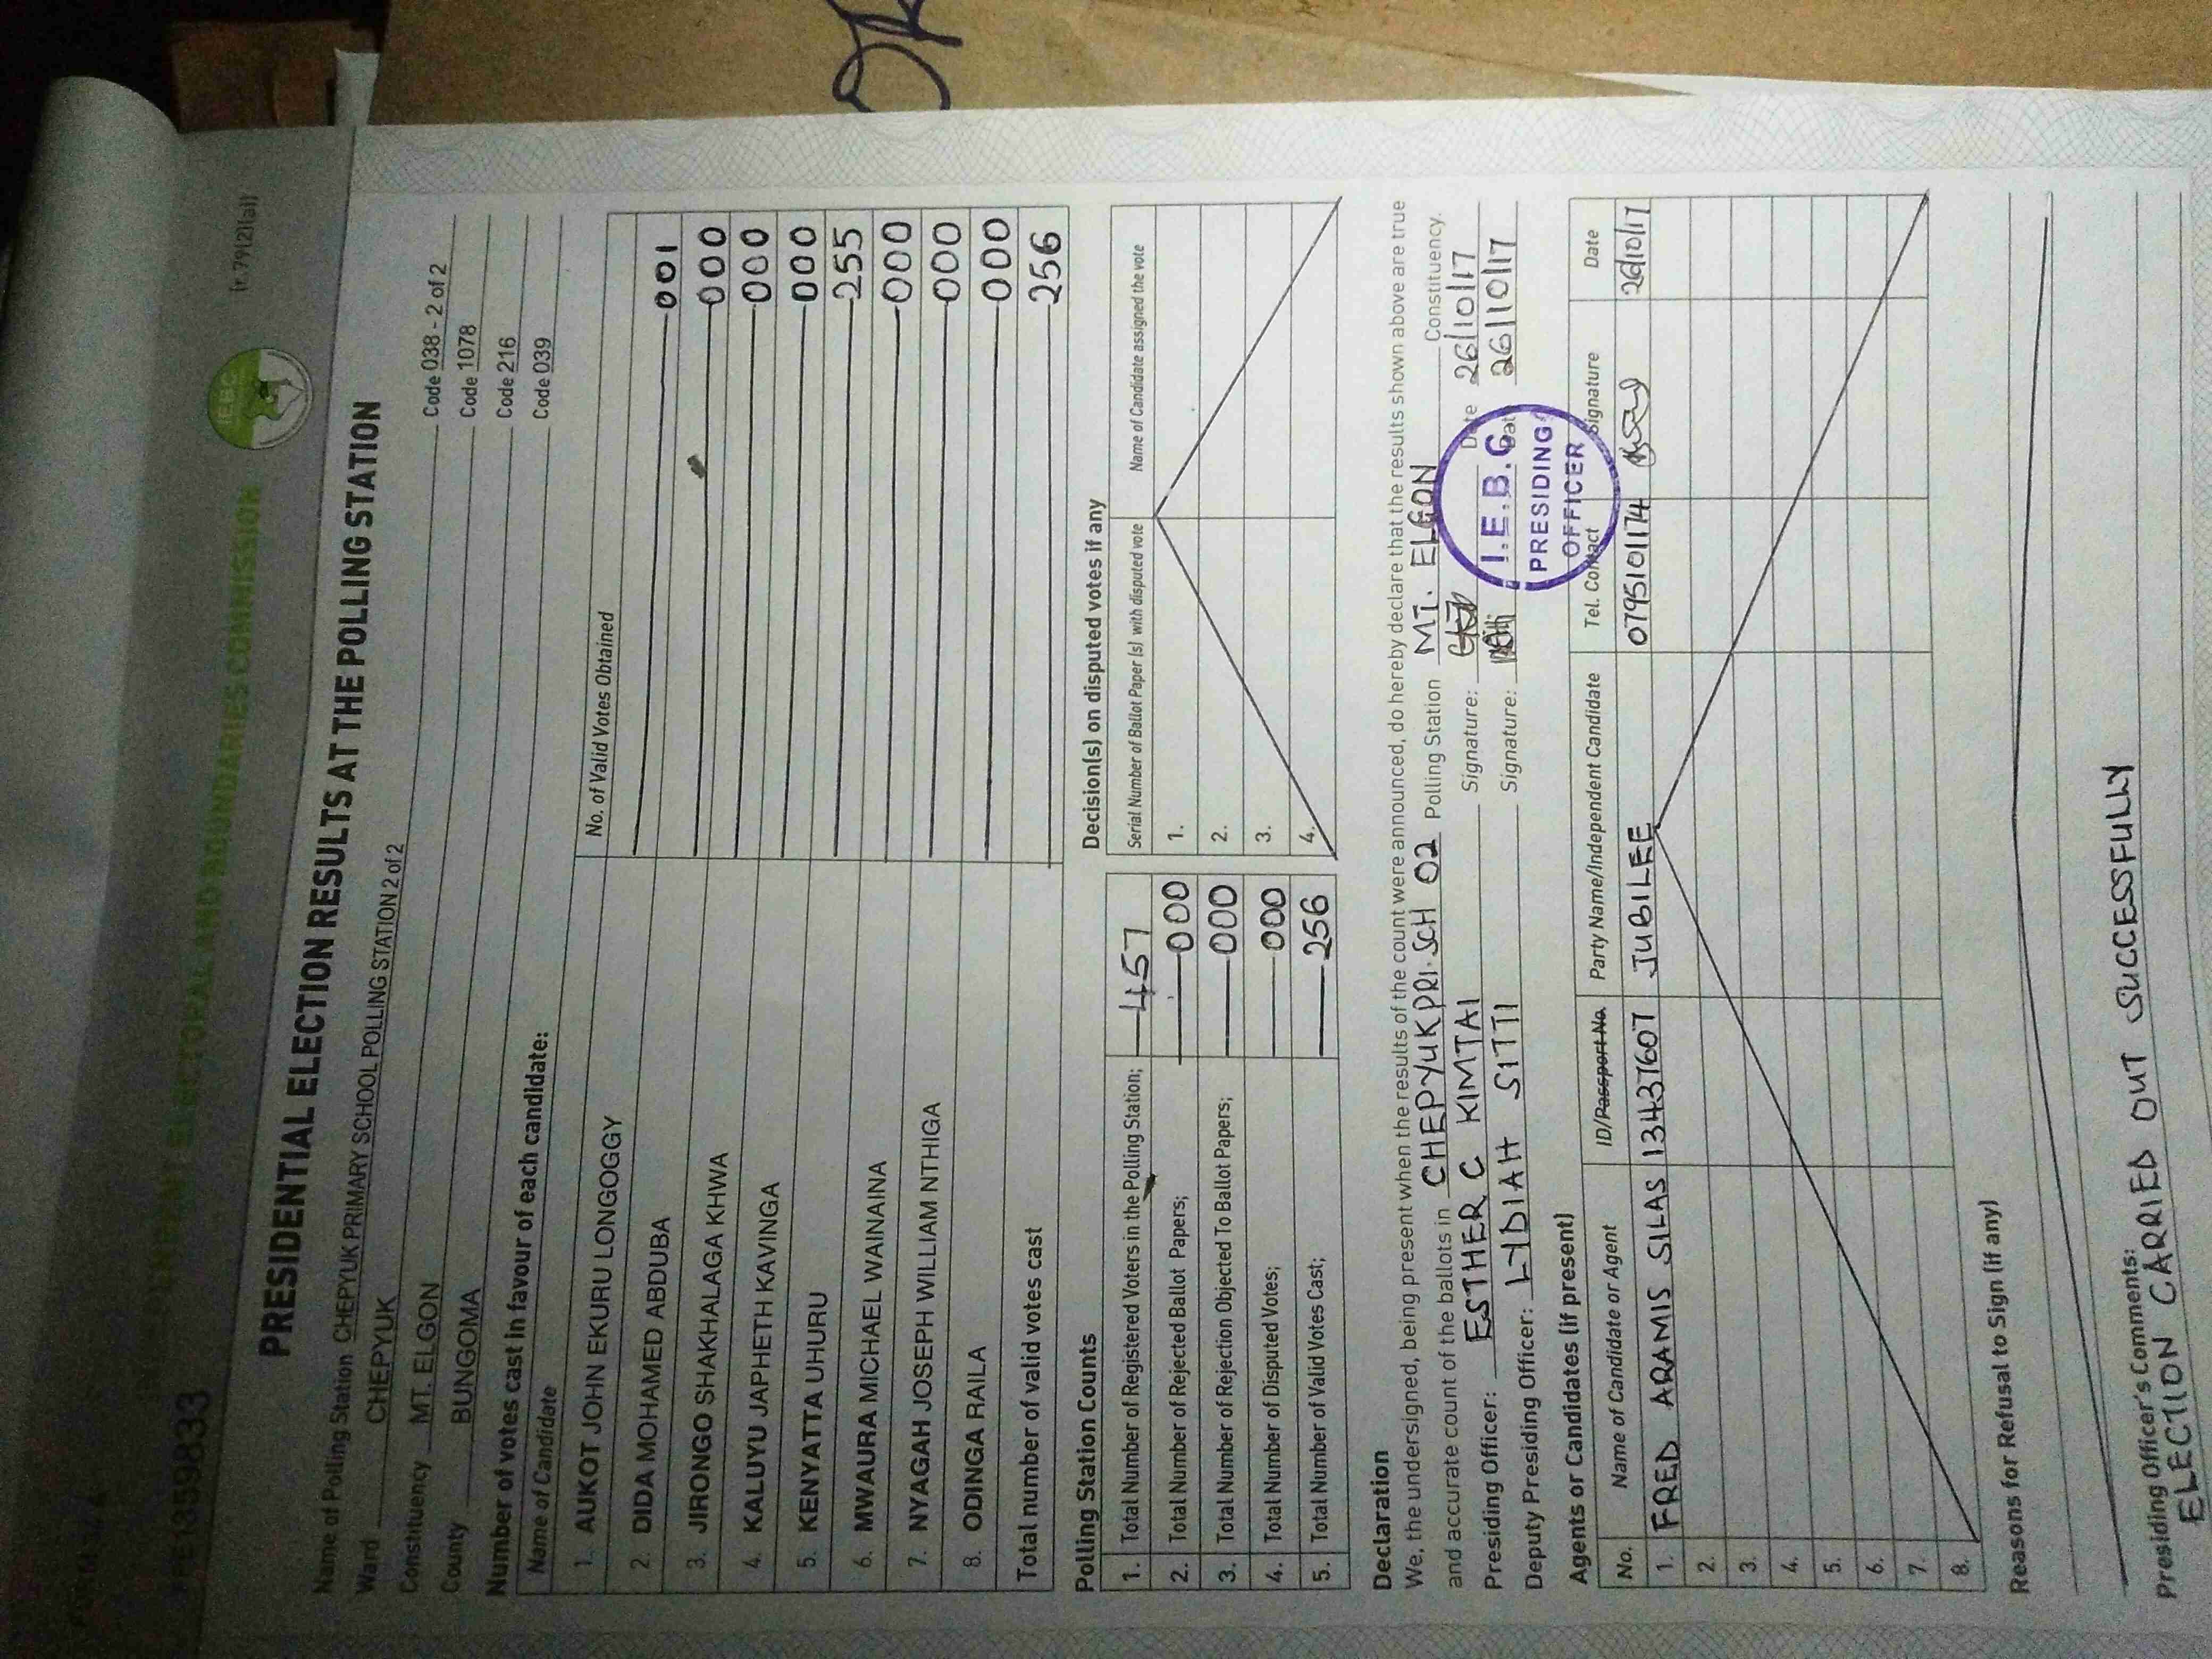 INDEPENDENT ELECTORAL AND BOUNDARIES COMMISSION
IEBC
(r.79(2)(a))
PRESIDENTIAL ELECTION RESULTS AT THE POLLING STATION
Name of Polling Station CHEPYUK PRIMARY SCHOOL POLLING STATION 2 of 2 Code 038 - 2 of 2
Ward CHEPYUK Code 1078
Constituency MT. ELGON Code 216
County BUNGOMA Code 039
Number of votes cast in favour of each candidate:
Name of Candidate No. of Valid Votes Obtained
1. AUKOT JOHN EKURU LONGOGGY 001
2. DIDA MOHAMED ABDUBA 000
3. JIRONGO SHAKHALAGA KHWA 000
4. KALUYU JAPHETH KAVINGA 000
5. KENYATTA UHURU 255
6. MWAURA MICHAEL WAINAINA 000
7. NYAGAH JOSEPH WILLIAM NTHIGA 000
8. ODINGA RAILA 000
Total number of valid votes cast 256
Polling Station Counts
1. Total Number of Registered Voters in the Polling Station; 457
2. Total Number of Rejected Ballot Papers; 000
3. Total Number of Rejection Objected To Ballot Papers; 000
4. Total Number of Disputed Votes; 000
5. Total Number of Valid Votes Cast; 256
Decision(s) on disputed votes if any
Serial Number of Ballot Paper (s) with disputed vote Name of Candidate assigned the vote
1.
2.
3.
4.
Declaration
We, the undersigned, being present when the results of the count were announced, do hereby declare that the results shown above are true
and accurate count of the ballots in CHEPYUK PRI. SCH 02 Polling Station MT. ELGON Constituency.
Presiding Officer: ESTHER C KIMTAI Signature: Date 26/10/17
Deputy Presiding Officer: LYDIAH SITTI Signature: Date 26/10/17
I.E.B.C
PRESIDING
OFFICER
Agents or Candidates (if present)
No. Name of Candidate or Agent ID/Passport No. Party Name/Independent Candidate Tel. Contact Signature Date
1. FRED ARAMIS SILAS 13437607 JUBILEE 0795101174 26/10/17
2.
3.
4.
5.
6.
7.
8.
Reasons for Refusal to Sign (if any)
Presiding Officer's Comments:
ELECTION CARRIED OUT SUCCESSFULLY